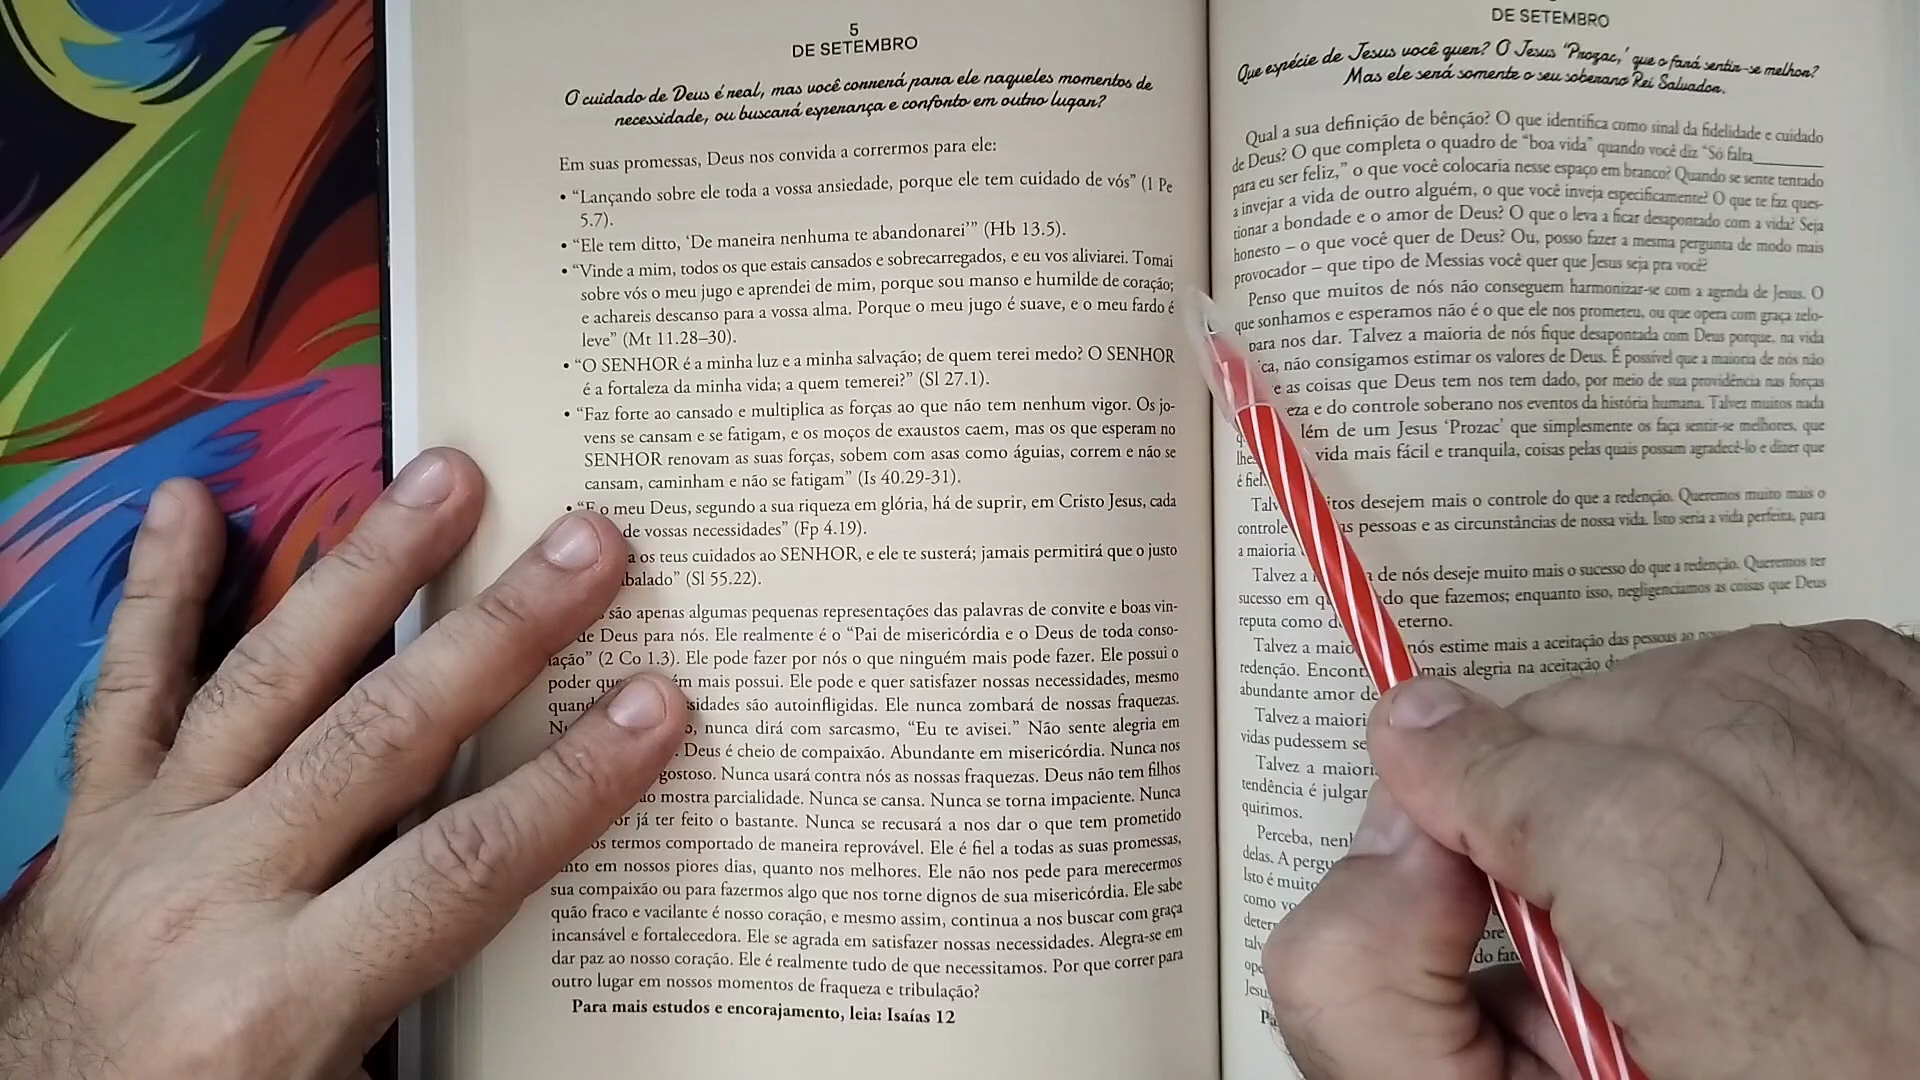 5
DE SETEMBRO
O cuidado de Deus é real, mas você correrá para ele naqueles momentos de
necessidade, ou buscará esperança e conforto em outro lugar?
Em suas promessas, Deus nos convida a corrermos para ele:
• “Lançando sobre ele toda a vossa ansiedade, porque ele tem cuidado de vós” (1 Pe
5.7).
• “Ele tem ditto, ‘De maneira nenhuma te abandonarei’” (Hb 13.5).
• “Vinde a mim, todos os que estais cansados e sobrecarregados, e eu vos aliviarei. Tomai
sobre vós o meu jugo e aprendei de mim, porque sou manso e humilde de coração;
e achareis descanso para a vossa alma. Porque o meu jugo é suave, e o meu fardo é
leve” (Mt 11.28–30).
• “O SENHOR é a minha luz e a minha salvação; de quem terei medo? O SENHOR
é a fortaleza da minha vida; a quem temerei?” (Sl 27.1).
• “Faz forte ao cansado e multiplica as forças ao que não tem nenhum vigor. Os jo-
vens se cansam e se fatigam, e os moços de exaustos caem, mas os que esperam no
SENHOR renovam as suas forças, sobem com asas como águias, correm e não se
cansam, caminham e não se fatigam” (Is 40.29-31).
• “E o meu Deus, segundo a sua riqueza em glória, há de suprir, em Cristo Jesus, cada
de vossas necessidades” (Fp 4.19).
os teus cuidados ao SENHOR, e ele te susterá; jamais permitirá que o justo
balado” (Sl 55.22).
são apenas algumas pequenas representações das palavras de convite e boas vin-
de Deus para nós. Ele realmente é o “Pai de misericórdia e o Deus de toda conso-
lação” (2 Co 1.3). Ele pode fazer por nós o que ninguém mais pode fazer. Ele possui o
poder que ém mais possui. Ele pode e quer satisfazer nossas necessidades, mesmo
quand sidades são autoinfligidas. Ele nunca zombará de nossas fraquezas.
nunca dirá com sarcasmo, “Eu te avisei.” Não sente alegria em
Deus é cheio de compaixão. Abundante em misericórdia. Nunca nos
gostoso. Nunca usará contra nós as nossas fraquezas. Deus não tem filhos
ão mostra parcialidade. Nunca se cansa. Nunca se torna impaciente. Nunca
or já ter feito o bastante. Nunca se recusará a nos dar o que tem prometido
os termos comportado de maneira reprovável. Ele é fiel a todas as suas promessas,
anto em nossos piores dias, quanto nos melhores. Ele não nos pede para merecermos
sua compaixão ou para fazermos algo que nos torne dignos de sua misericórdia. Ele sabe
quão fraco e vacilante é nosso coração, e mesmo assim, continua a nos buscar com graça
incansável e fortalecedora. Ele se agrada em satisfazer nossas necessidades. Alegra-se em
dar paz ao nosso coração. Ele é realmente tudo de que necessitamos. Por que correr para
outro lugar em nossos momentos de fraqueza e tribulação?
Para mais estudos e encorajamento, leia: Isaías 12
DE SETEMBRO
Que espécie de Jesus você quer? O Jesus ‘Prozac,’ que o fará sentir-se melhor?
Mas ele será somente o seu soberano Rei Salvador.
Qual a sua definição de bênção? O que identifica como sinal da fidelidade e cuidado
de Deus? O que completa o quadro de “boa vida” quando você diz “Só falta________
para eu ser feliz,” o que você colocaria nesse espaço em branco? Quando se sente tentado
a invejar a vida de outro alguém, o que você inveja especificamente? O que te faz ques-
tionar a bondade e o amor de Deus? O que o leva a ficar desapontado com a vida? Seja
honesto – o que você quer de Deus? Ou, posso fazer a mesma pergunta de modo mais
provocador – que tipo de Messias você quer que Jesus seja pra você?
Penso que muitos de nós não conseguem harmonizar-se com a agenda de Jesus. O
que sonhamos e esperamos não é o que ele nos prometeu, ou que opera com graça zelo-
para nos dar. Talvez a maioria de nós fique desapontada com Deus porque, na vida
ca, não consigamos estimar os valores de Deus. É possível que a maioria de nós não
e as coisas que Deus tem nos tem dado, por meio de sua providência nas forças
eza e do controle soberano nos eventos da história humana. Talvez muitos nada
q lém de um Jesus ‘Prozac’ que simplesmente os faça sentir-se melhores, que
lhes vida mais fácil e tranquila, coisas pelas quais possam agradecê-lo e dizer que
é fiel.
Talv itos desejem mais o controle do que a redenção. Queremos muito mais o
controle as pessoas e as circunstâncias de nossa vida. Isto seria a vida perfeita, para
a maioria
Talvez a de nós deseje muito mais o sucesso do que a redenção. Queremos ter
sucesso em do que fazemos; enquanto isso, negligenciamos as coisas que Deus
reputa como d eterno.
Talvez a maio nós estime mais a aceitação das pessoas ao
redenção. Encont mais alegria na aceitação
abundante amor de
Talvez a maiori
vidas pudessem se
Talvez a maiori
tendência é julgar
quirimos.
Perceba, nenh
delas. A pergu
Isto é muito
como vo
deter
talv
ope do fat
Jesu
Pa